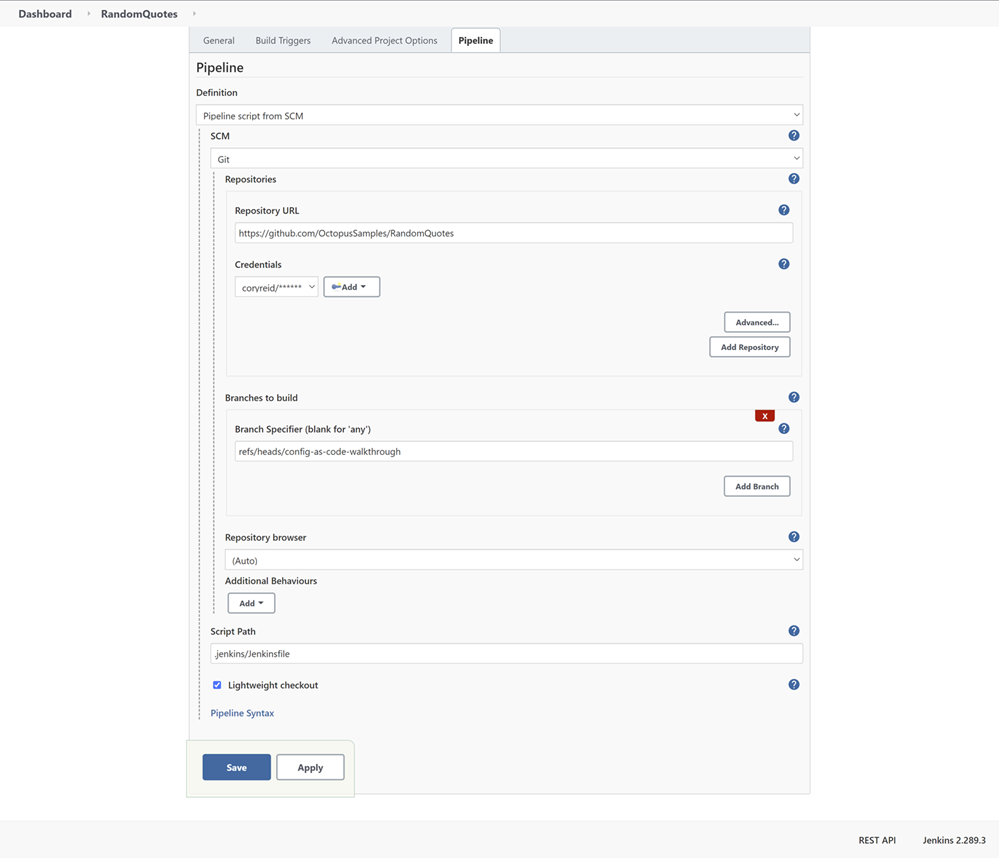 Dashboard RandomQuotes
General Build Triggers Advanced Project Options Pipeline
Pipeline
Definition
Pipeline script from SCM
SCM ?
Git
Repositories ?
Repository URL ?
https://github.com/OctopusSamples/RandomQuotes
Credentials ?
coryreid/****** Add
Advanced...
Add Repository
Branches to build ?
X
Branch Specifier (blank for 'any') ?
refs/heads/config-as-code-walkthrough
Add Branch
Repository browser ?
(Auto)
Additional Behaviours
Add
Script Path ?
.jenkins/Jenkinsfile
Lightweight checkout ?
Pipeline Syntax
Save Apply
REST API Jenkins 2.289.3